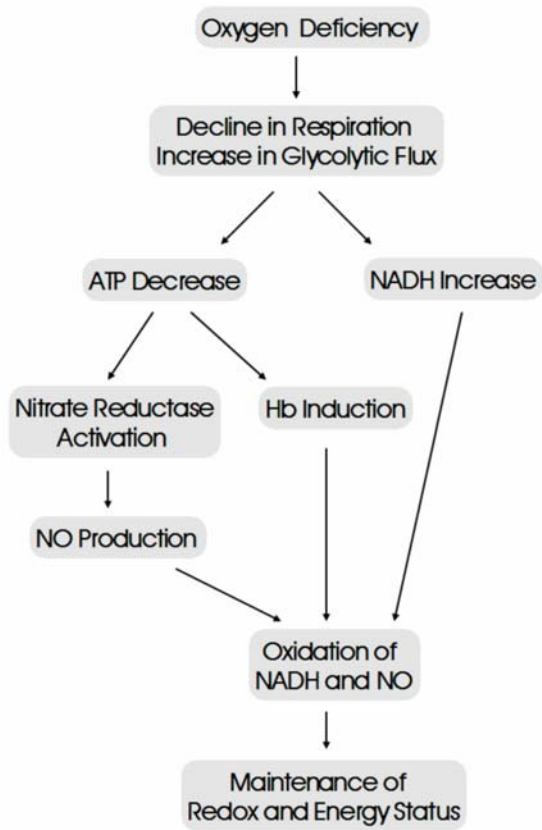 Oxygen Deficiency
Decline in Respiration
Increase in Glycolytic Flux
ATP Decrease
NADH Increase
Nitrate Reductase
Activation
Hb Induction
NO Production
Oxidation of
NADH and NO
Maintenance of
Redox and Energy Status